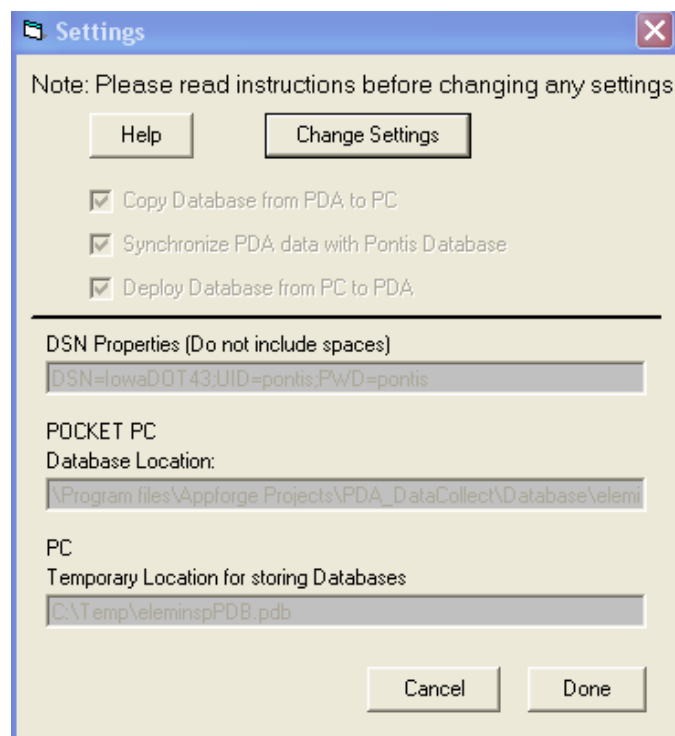 Settings
Note: Please read instructions before changing any settings
Help Change Settings
Copy Database from PDA to PC
Synchronize PDA data with Pontis Database
Deploy Database from PC to PDA
DSN Properties (Do not include spaces)
DSN=IowaDOT43;UID=pontis;PWD=pontis
POCKET PC
Database Location:
\Program files\Appforge Projects\PDA_DataCollect\Database\elemi
PC
Temporary Location for storing Databases
C:\Temp\eleminspPDB.pdb
Cancel Done